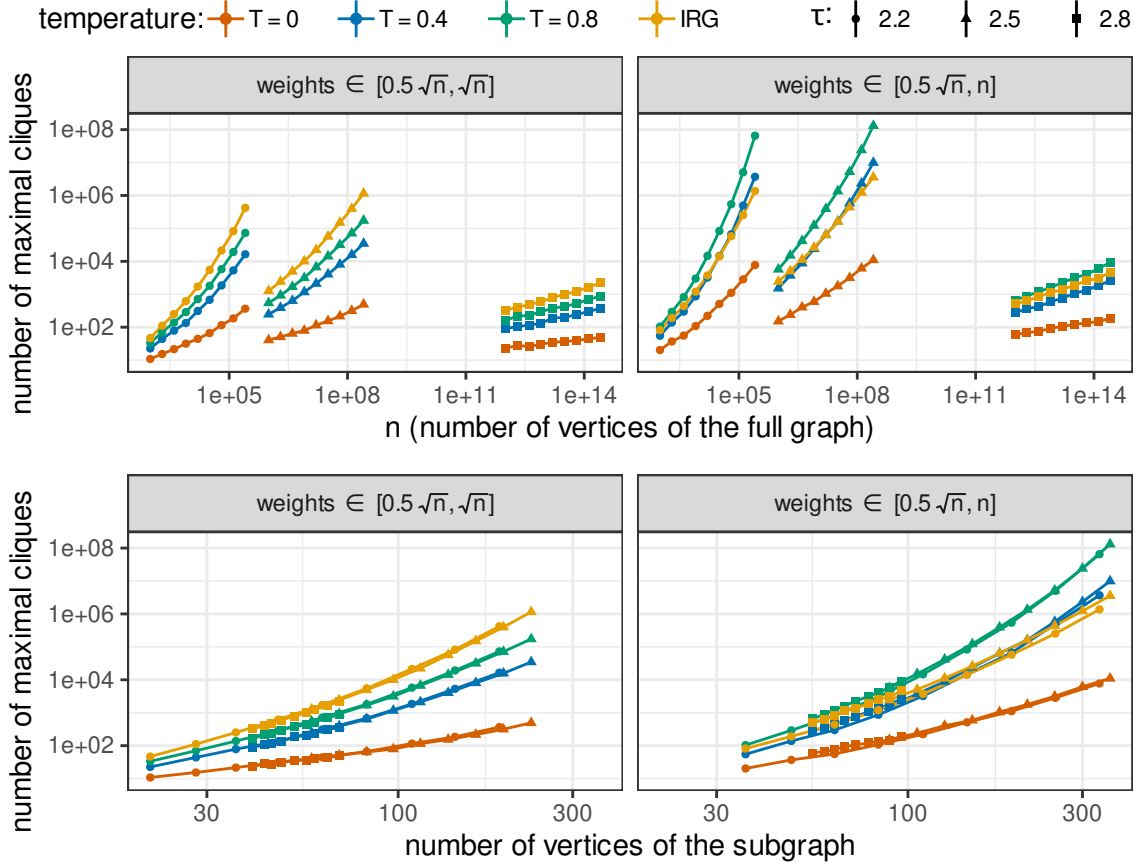 temperature: T = 0 T = 0.4 T = 0.8 IRG τ: 2.2 2.5 2.8
weights ∈ [0.5 √n, √n] weights ∈ [0.5 √n, n]
number of maximal cliques
1e+08
1e+06
1e+04
1e+02
1e+05 1e+08 1e+11 1e+14 1e+05 1e+08 1e+11 1e+14
n (number of vertices of the full graph)
weights ∈ [0.5 √n, √n] weights ∈ [0.5 √n, n]
number of maximal cliques
1e+08
1e+06
1e+04
1e+02
30 100 300 30 100 300
number of vertices of the subgraph